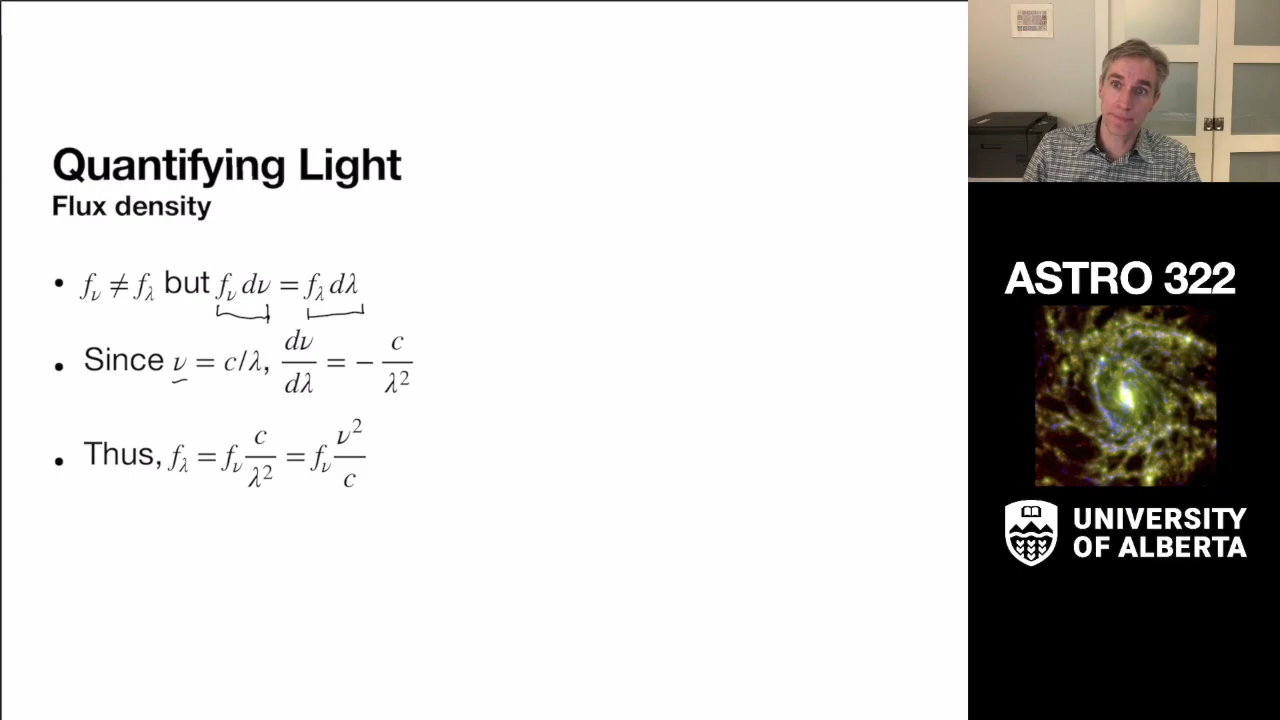 Quantifying Light
Flux density
• f_ν ≠ f_λ but f_ν dν = f_λ dλ
• Since ν = c/λ, dν/dλ = − c/λ²
• Thus, f_λ = f_ν c/λ² = f_ν ν²/c
ASTRO 322
UNIVERSITY
OF ALBERTA